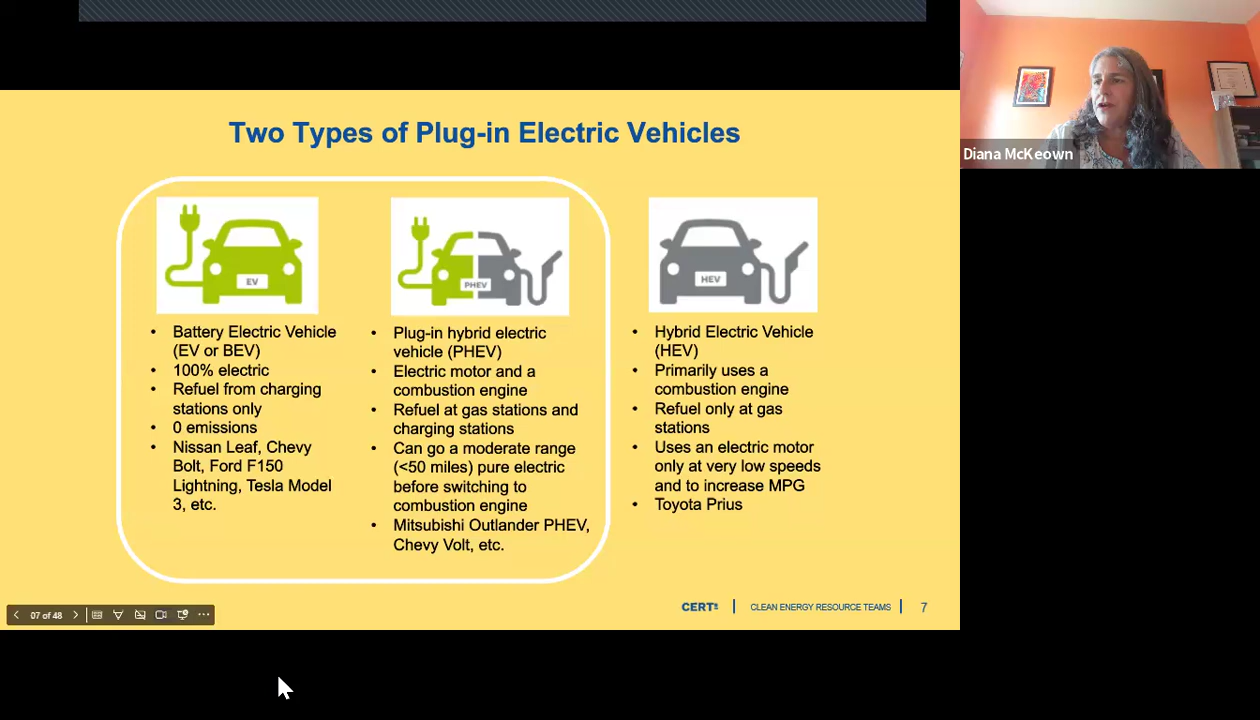 Two Types of Plug-in Electric Vehicles
EV
PHEV
HEV
• Battery Electric Vehicle
(EV or BEV)
• 100% electric
• Refuel from charging
stations only
• 0 emissions
• Nissan Leaf, Chevy
Bolt, Ford F150
Lightning, Tesla Model
3, etc.
• Plug-in hybrid electric
vehicle (PHEV)
• Electric motor and a
combustion engine
• Refuel at gas stations and
charging stations
• Can go a moderate range
(<50 miles) pure electric
before switching to
combustion engine
• Mitsubishi Outlander PHEV,
Chevy Volt, etc.
• Hybrid Electric Vehicle
(HEV)
• Primarily uses a
combustion engine
• Refuel only at gas
stations
• Uses an electric motor
only at very low speeds
and to increase MPG
• Toyota Prius
07 of 48
CERTs | CLEAN ENERGY RESOURCE TEAMS | 7
Diana McKeown